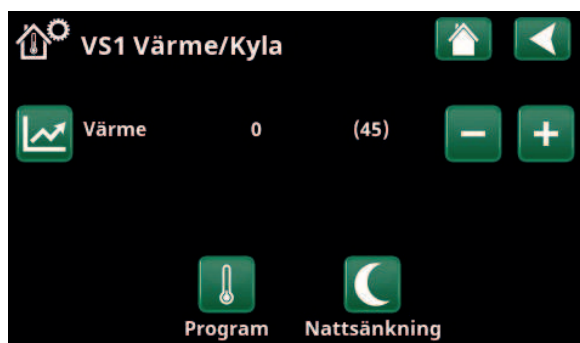 VS1 Värme/Kyla
Värme 0 (45) − +
Program Nattsänkning